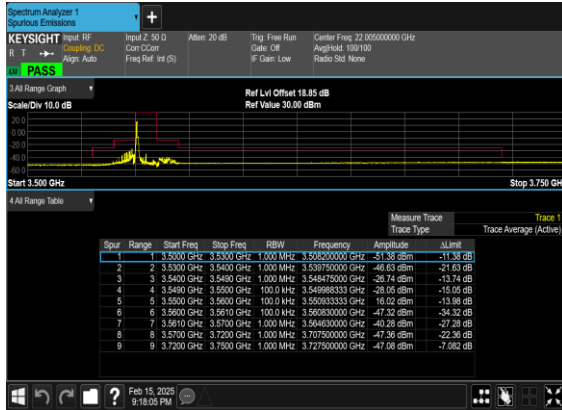 Spectrum Analyzer 1
Spurious Emissions
+
KEYSIGHT Input: RF Input Z: 50 Ω Atten: 20 dB Trig: Free Run Center Freq: 22.005000000 GHz
R T Coupling: DC Corr CCorr Gate: Off Avg|Hold: 100/100
Align: Auto Freq Ref: Int (S) IF Gain: Low Radio Std: None
PASS
3 All Range Graph Ref Lvl Offset 18.85 dB
Scale/Div 10.0 dB Ref Value 30.00 dBm
20.0
0.00
-20.0
-40.0
-60.0
Start 3.500 GHz Stop 3.750 GH
4 All Range Table
Measure Trace Trace 1
Trace Type Trace Average (Active)
Spur Range Start Freq Stop Freq RBW Frequency Amplitude ΔLimit
1 1 3.5000 GHz 3.5300 GHz 1.000 MHz 3.508200000 GHz -51.38 dBm -11.38 dB
2 2 3.5300 GHz 3.5400 GHz 1.000 MHz 3.539750000 GHz -46.63 dBm -21.63 dB
3 3 3.5400 GHz 3.5490 GHz 1.000 MHz 3.548475000 GHz -26.74 dBm -13.74 dB
4 4 3.5490 GHz 3.5500 GHz 100.0 kHz 3.549988333 GHz -28.05 dBm -15.05 dB
5 5 3.5500 GHz 3.5600 GHz 100.0 kHz 3.550933333 GHz 16.02 dBm -13.98 dB
6 6 3.5600 GHz 3.5610 GHz 100.0 kHz 3.560830000 GHz -47.32 dBm -34.32 dB
7 7 3.5610 GHz 3.5700 GHz 1.000 MHz 3.564630000 GHz -40.28 dBm -27.28 dB
8 8 3.5700 GHz 3.7200 GHz 1.000 MHz 3.707500000 GHz -47.36 dBm -22.36 dB
9 9 3.7200 GHz 3.7500 GHz 1.000 MHz 3.727500000 GHz -47.08 dBm -7.082 dB
? Feb 15, 2025
9:18:05 PM